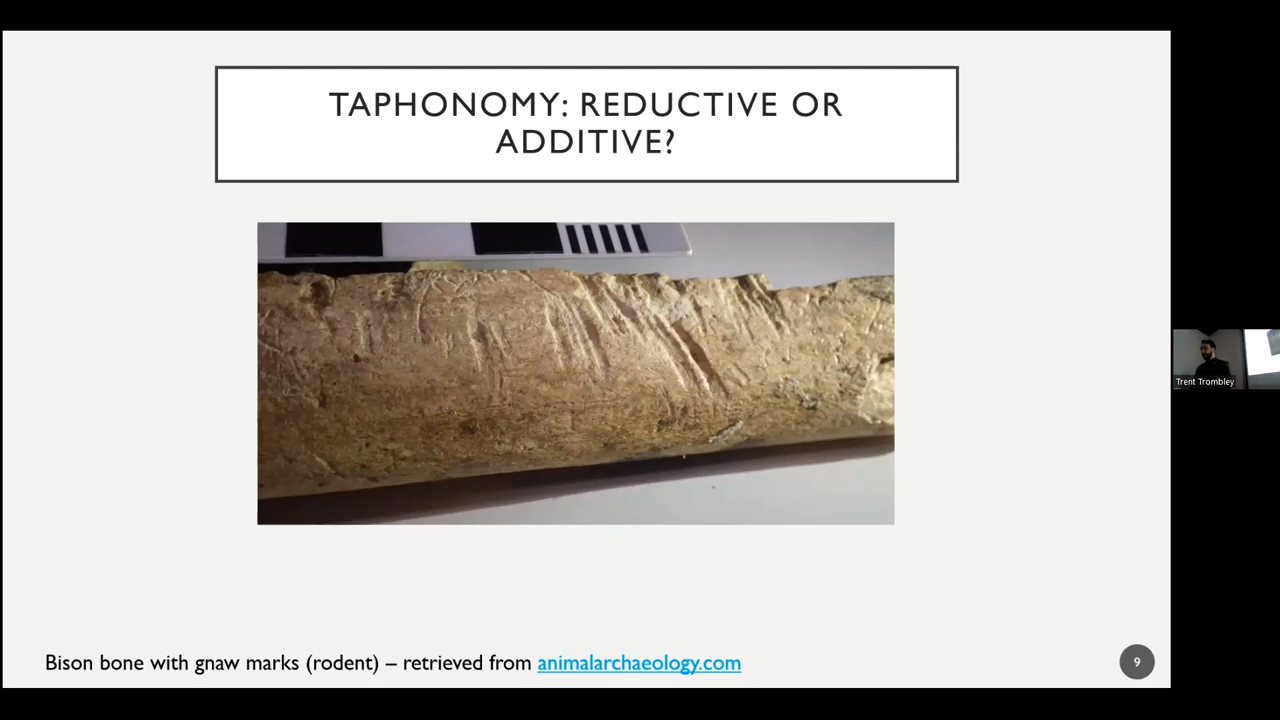 TAPHONOMY: REDUCTIVE OR
ADDITIVE?
Trent Trombley
Bison bone with gnaw marks (rodent) – retrieved from animalarchaeology.com
9